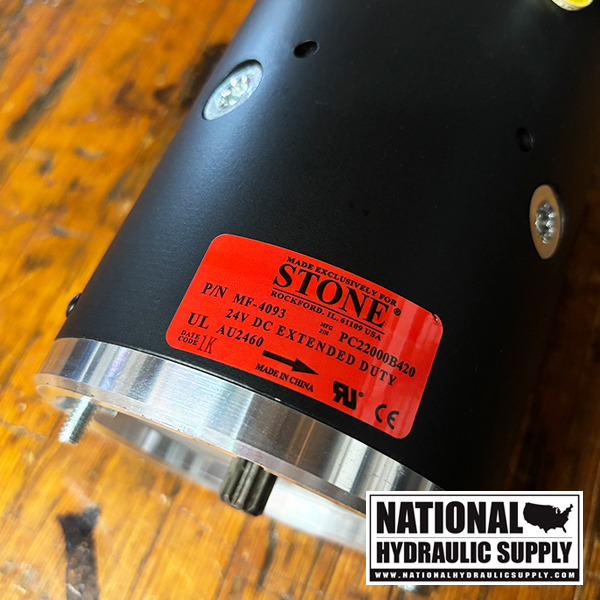 MADE EXCLUSIVELY FOR
STONE®
ROCKFORD, IL. 61109 USA
P/N MF-4093 MFG P/N PC22000B420
24V DC EXTENDED DUTY
UL AU2460
DATE CODE 1K
MADE IN CHINA
RU® CE
NATIONAL
HYDRAULIC SUPPLY
WWW.NATIONALHYDRAULICSUPPLY.COM